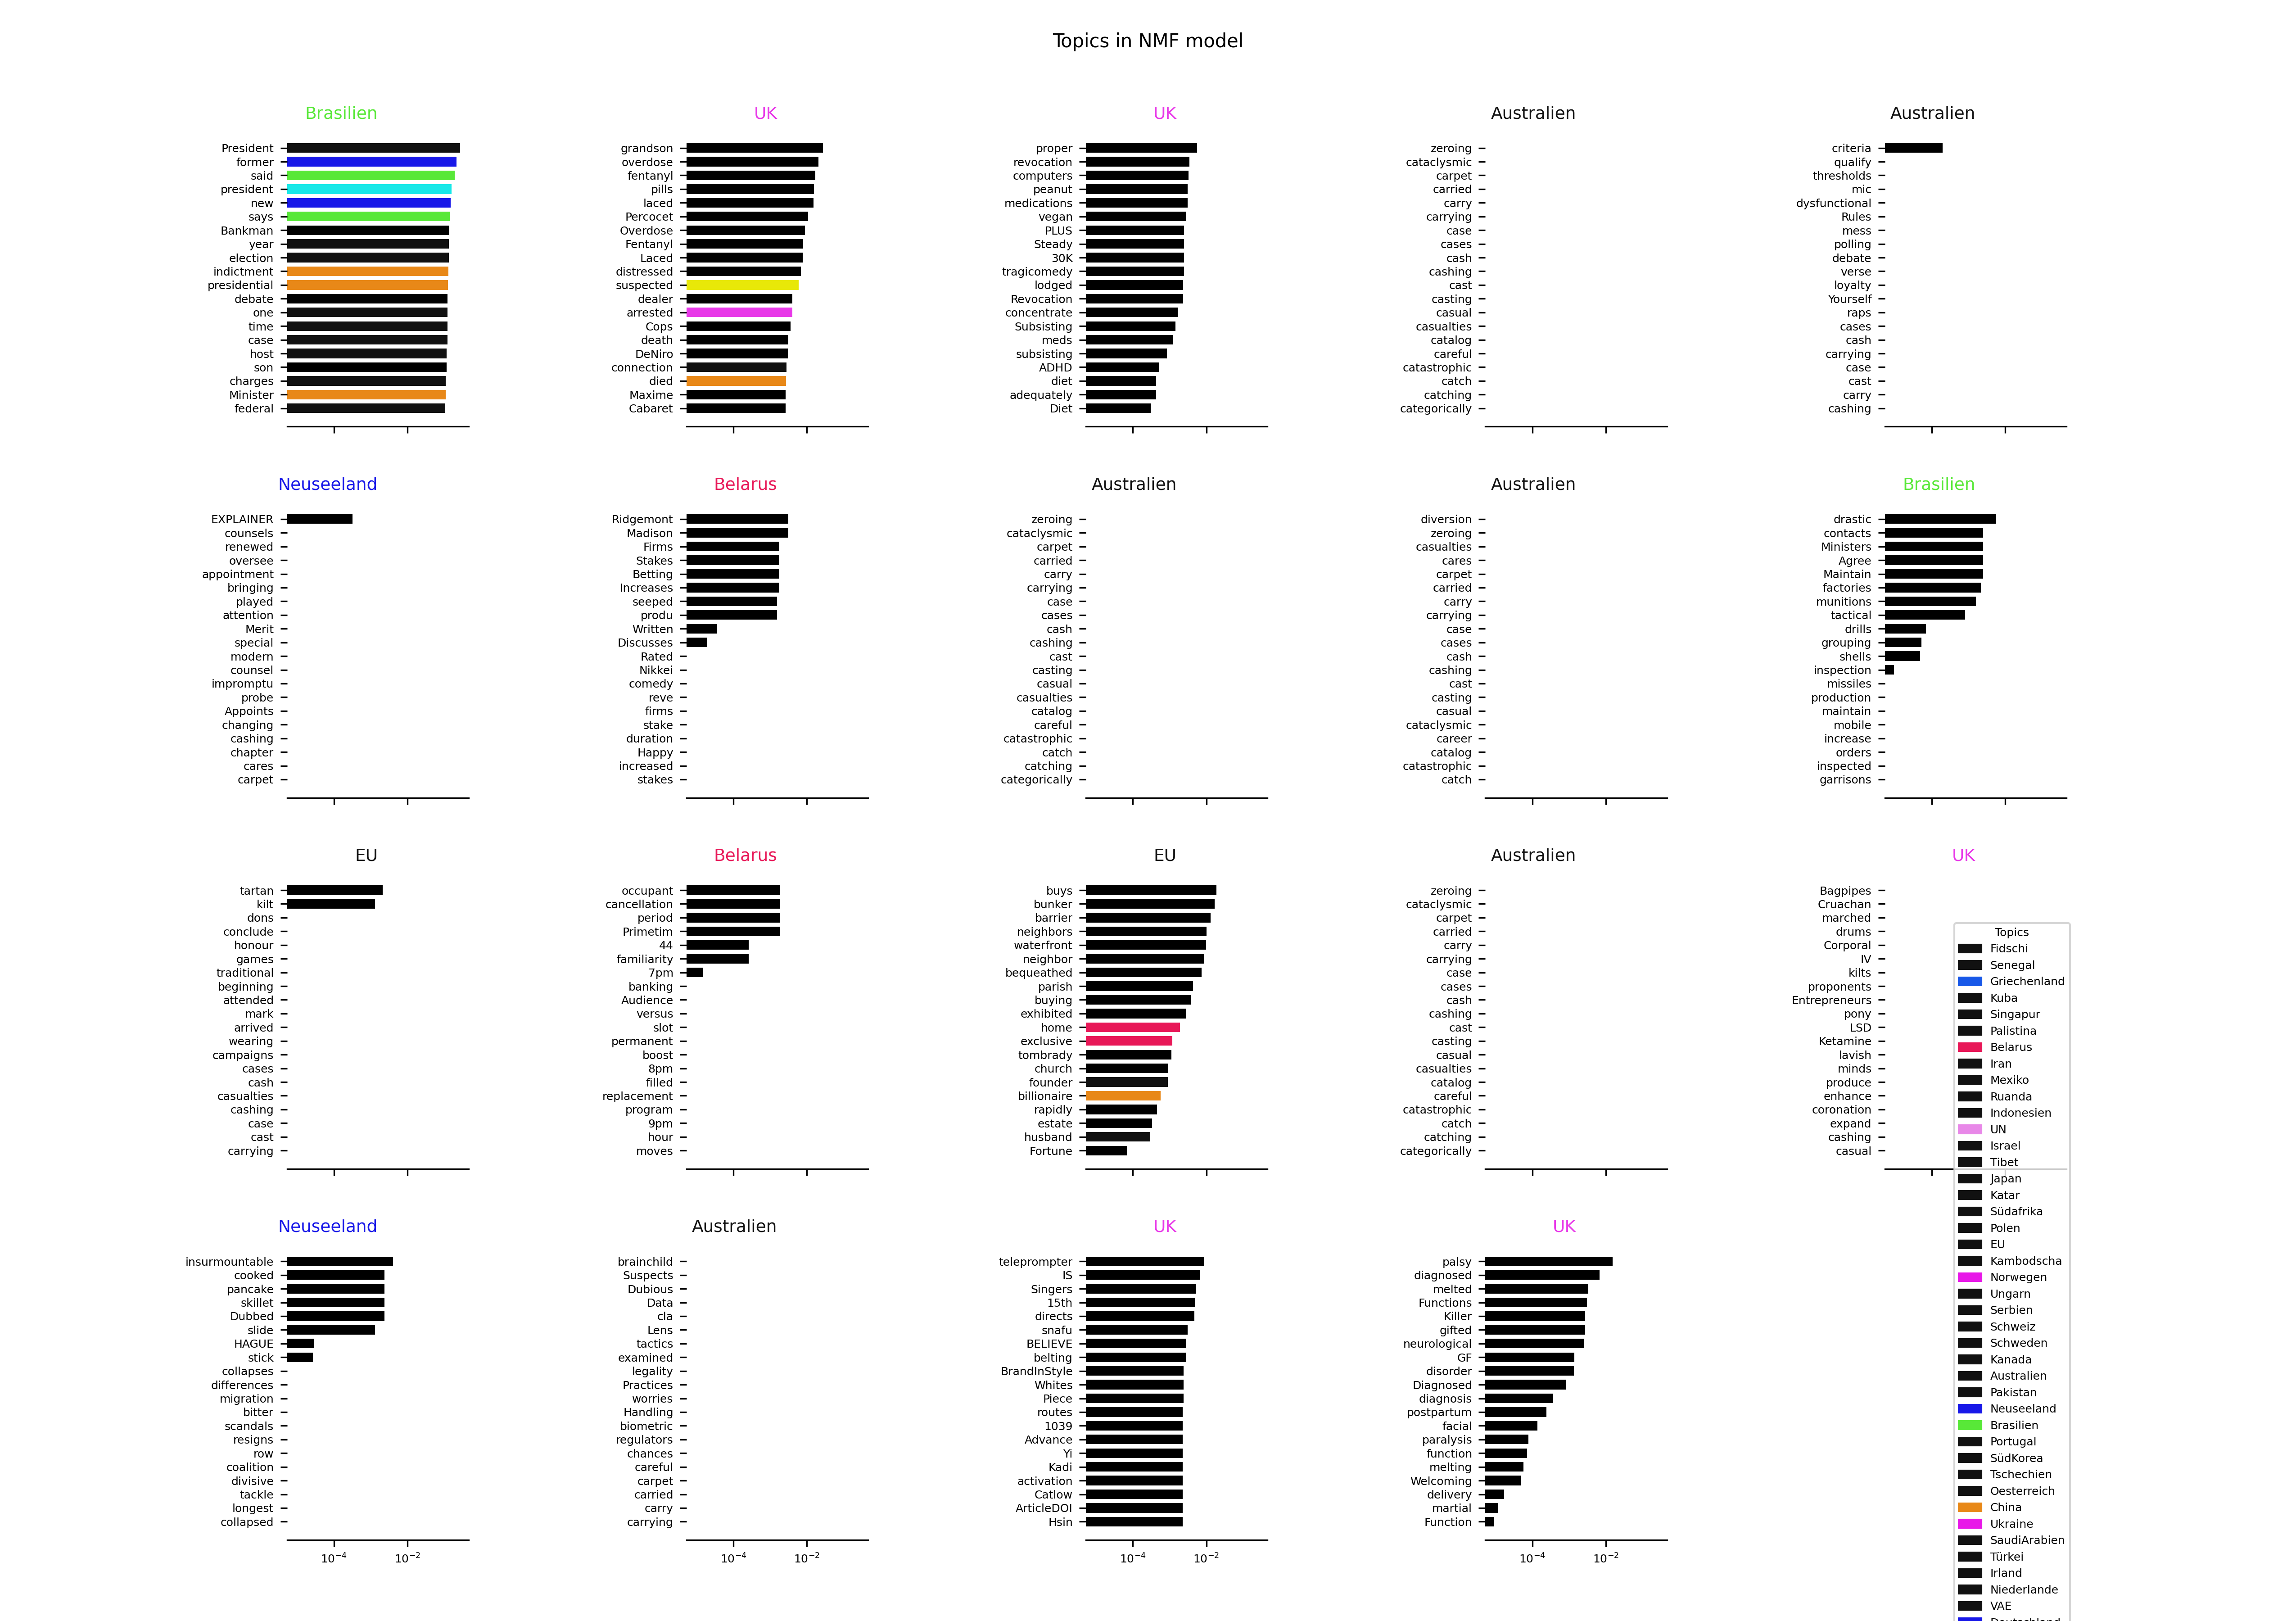 Topics in NMF model
Brasilien
President
former
said
president
new
says
Bankman
year
election
indictment
presidential
debate
one
time
case
host
son
charges
Minister
federal
UK
grandson
overdose
fentanyl
pills
laced
Percocet
Overdose
Fentanyl
Laced
distressed
suspected
dealer
arrested
Cops
death
DeNiro
connection
died
Maxime
Cabaret
UK
proper
revocation
computers
peanut
medications
vegan
PLUS
Steady
30K
tragicomedy
lodged
Revocation
concentrate
Subsisting
meds
subsisting
ADHD
diet
adequately
Diet
Australien
zeroing
cataclysmic
carpet
carried
carry
carrying
case
cases
cash
cashing
cast
casting
casual
casualties
catalog
careful
catastrophic
catch
catching
categorically
Australien
criteria
qualify
thresholds
mic
dysfunctional
Rules
mess
polling
debate
verse
loyalty
Yourself
raps
cases
cash
carrying
case
cast
carry
cashing
Neuseeland
EXPLAINER
counsels
renewed
oversee
appointment
bringing
played
attention
Merit
special
modern
counsel
impromptu
probe
Appoints
changing
cashing
chapter
cares
carpet
Belarus
Ridgemont
Madison
Firms
Stakes
Betting
Increases
seeped
produ
Written
Discusses
Rated
Nikkei
comedy
reve
firms
stake
duration
Happy
increased
stakes
Australien
zeroing
cataclysmic
carpet
carried
carry
carrying
case
cases
cash
cashing
cast
casting
casual
casualties
catalog
careful
catastrophic
catch
catching
categorically
Australien
diversion
zeroing
casualties
cares
carpet
carried
carry
carrying
case
cases
cash
cashing
cast
casting
casual
cataclysmic
career
catalog
catastrophic
catch
Brasilien
drastic
contacts
Ministers
Agree
Maintain
factories
munitions
tactical
drills
grouping
shells
inspection
missiles
production
maintain
mobile
increase
orders
inspected
garrisons
EU
tartan
kilt
dons
conclude
honour
games
traditional
beginning
attended
mark
arrived
wearing
campaigns
cases
cash
casualties
cashing
case
cast
carrying
Belarus
occupant
cancellation
period
Primetim
44
familiarity
7pm
banking
Audience
versus
slot
permanent
boost
8pm
filled
replacement
program
9pm
hour
moves
EU
buys
bunker
barrier
neighbors
waterfront
neighbor
bequeathed
parish
buying
exhibited
home
exclusive
tombrady
church
founder
billionaire
rapidly
estate
husband
Fortune
Australien
zeroing
cataclysmic
carpet
carried
carry
carrying
case
cases
cash
cashing
cast
casting
casual
casualties
catalog
careful
catastrophic
catch
catching
categorically
UK
Bagpipes
Cruachan
marched
drums
Corporal
IV
kilts
proponents
Entrepreneurs
pony
LSD
Ketamine
lavish
minds
produce
enhance
coronation
expand
cashing
casual
Neuseeland
insurmountable
cooked
pancake
skillet
Dubbed
slide
HAGUE
stick
collapses
differences
migration
bitter
scandals
resigns
row
coalition
divisive
tackle
longest
collapsed
10⁻⁴ 10⁻²
Australien
brainchild
Suspects
Dubious
Data
cla
Lens
tactics
examined
legality
Practices
worries
Handling
biometric
regulators
chances
careful
carpet
carried
carry
carrying
10⁻⁴ 10⁻²
UK
teleprompter
IS
Singers
15th
directs
snafu
BELIEVE
belting
BrandInStyle
Whites
Piece
routes
1039
Advance
Yi
Kadi
activation
Catlow
ArticleDOI
Hsin
10⁻⁴ 10⁻²
UK
palsy
diagnosed
melted
Functions
Killer
gifted
neurological
GF
disorder
Diagnosed
diagnosis
postpartum
facial
paralysis
function
melting
Welcoming
delivery
martial
Function
10⁻⁴ 10⁻²
Topics
Fidschi
Senegal
Griechenland
Kuba
Singapur
Palistina
Belarus
Iran
Mexiko
Ruanda
Indonesien
UN
Israel
Tibet
Japan
Katar
Südafrika
Polen
EU
Kambodscha
Norwegen
Ungarn
Serbien
Schweiz
Schweden
Kanada
Australien
Pakistan
Neuseeland
Brasilien
Portugal
SüdKorea
Tschechien
Oesterreich
China
Ukraine
SaudiArabien
Türkei
Irland
Niederlande
VAE